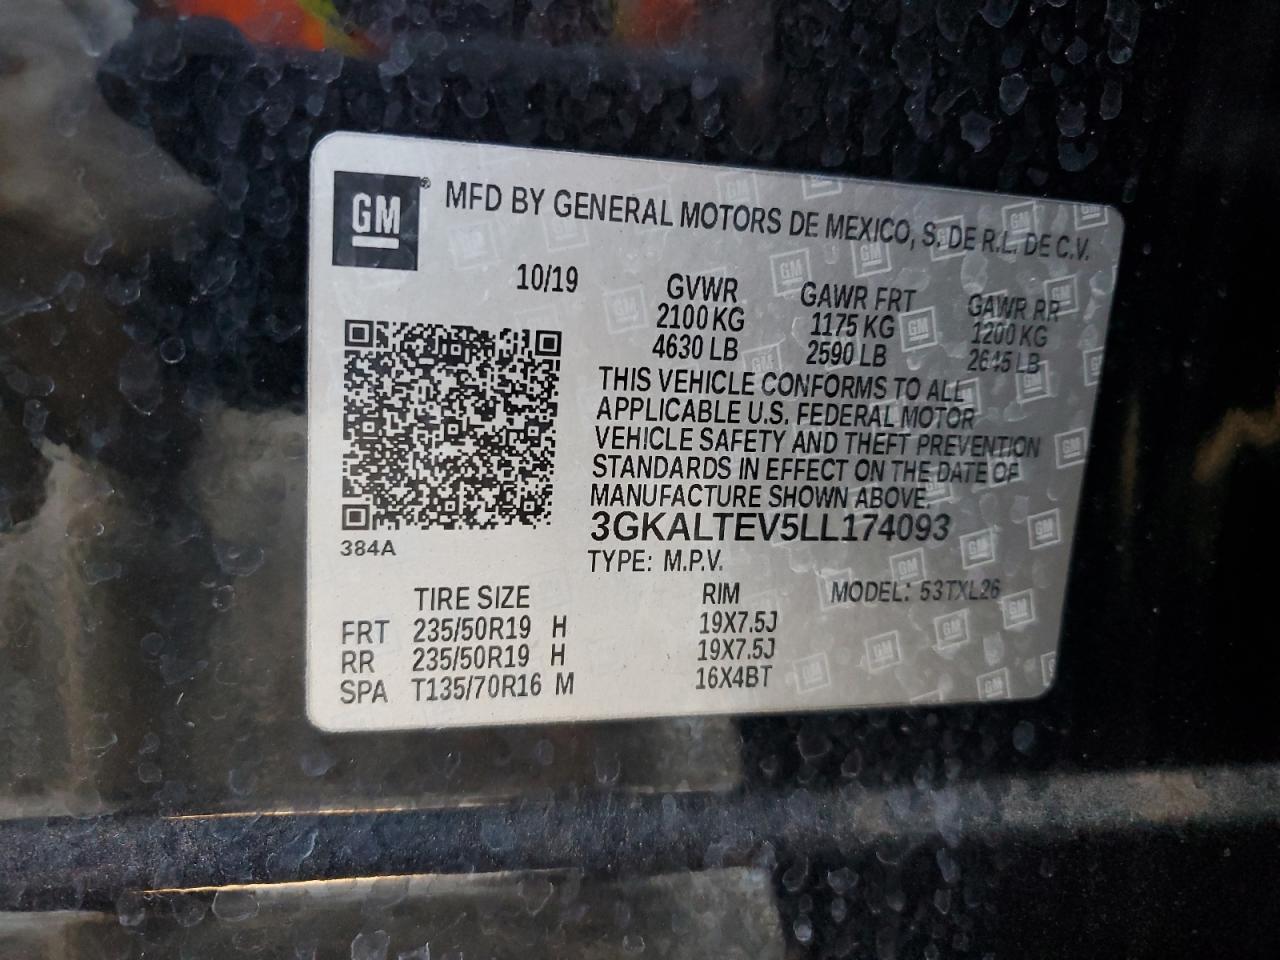 GM® MFD BY GENERAL MOTORS DE MEXICO, S. DE R.L. DE C.V.
10/19 GVWR GAWR FRT GAWR RR
2100 KG 1175 KG 1200 KG
4630 LB 2590 LB 2645 LB
THIS VEHICLE CONFORMS TO ALL
APPLICABLE U.S. FEDERAL MOTOR
VEHICLE SAFETY AND THEFT PREVENTION
STANDARDS IN EFFECT ON THE DATE OF
MANUFACTURE SHOWN ABOVE.
3GKALTEV5LL174093
384A
TYPE: M.P.V.
TIRE SIZE RIM MODEL: 53TXL26
FRT 235/50R19 H 19X7.5J
RR 235/50R19 H 19X7.5J
SPA T135/70R16 M 16X4BT